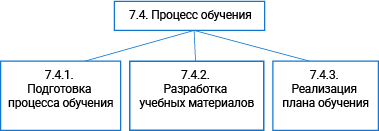 7.4. Процесс обучения
7.4.1.
Подготовка
процесса обучения
7.4.2.
Разработка
учебных материалов
7.4.3.
Реализация
плана обучения